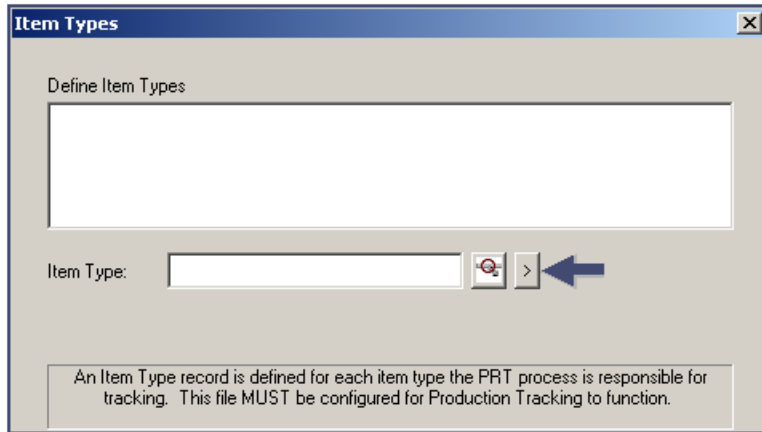 Item Types
Define Item Types
Item Type: >
An Item Type record is defined for each item type the PRT process is responsible for
tracking. This file MUST be configured for Production Tracking to function.